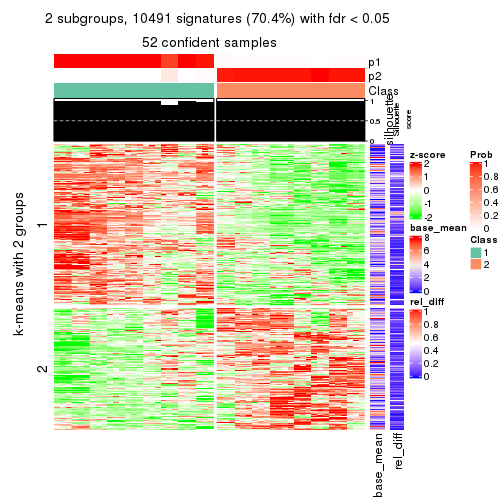 2 subgroups, 10491 signatures (70.4%) with fdr < 0.05
52 confident samples
p1
p2
Class
silhouette
Silhouette
score
1
0.5
0
k-means with 2 groups
1
2
base_mean
rel_diff
z-score
2
1
0
-1
-2
base_mean
8
6
4
2
0
rel_diff
1
0.8
0.6
0.4
0.2
0
Prob
1
0.8
0.6
0.4
0.2
0
Class
1
2